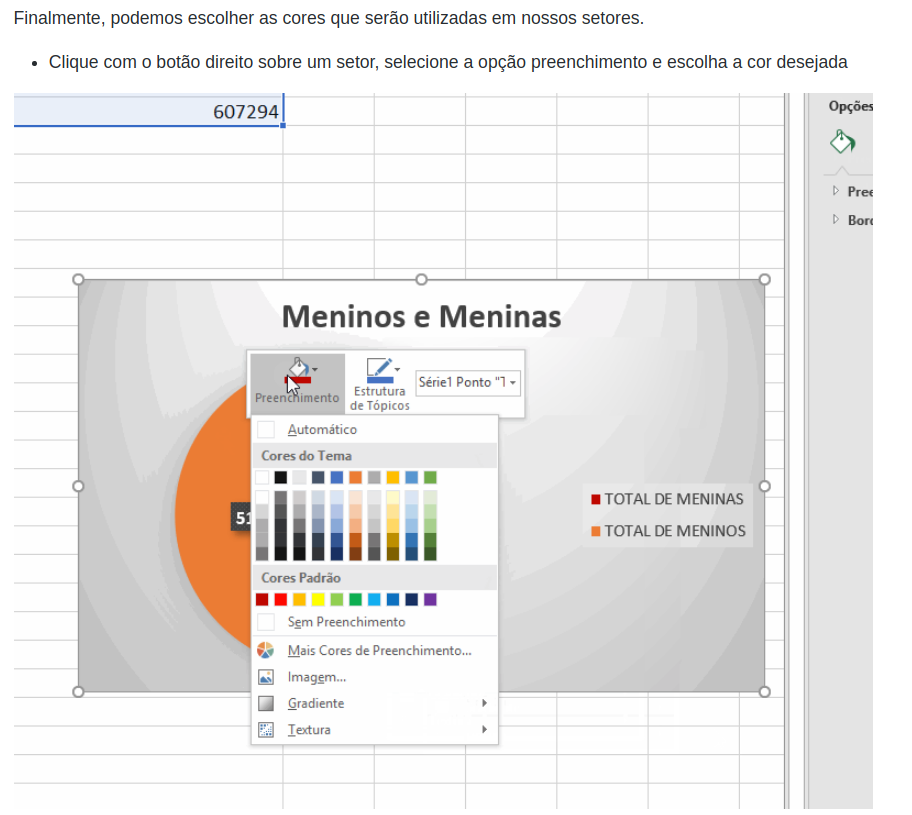 Finalmente, podemos escolher as cores que serão utilizadas em nossos setores.
• Clique com o botão direito sobre um setor, selecione a opção preenchimento e escolha a cor desejada
607294
Opções
Pree
Bord
Meninos e Meninas
Preenchimento
Estrutura
de Tópicos
Série1 Ponto "T
Automático
Cores do Tema
51
TOTAL DE MENINAS
TOTAL DE MENINOS
Cores Padrão
Sem Preenchimento
Mais Cores de Preenchimento...
Imagem...
Gradiente
Textura